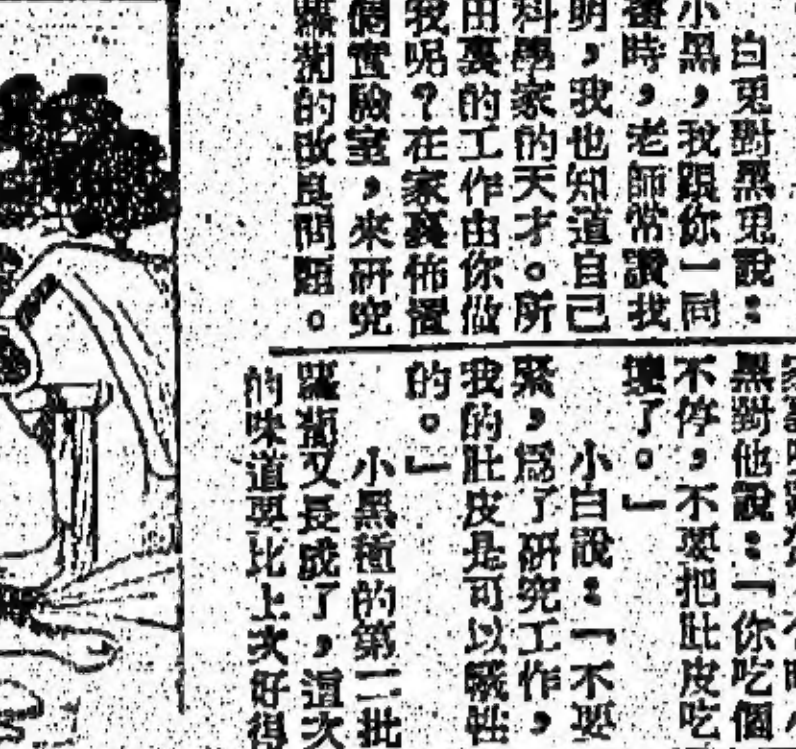 白兎對黑兎說：
小黑，我跟你一同
書時，老師常讚我
明，我也知道自己
科學家的天才。所
田裏的工作由你做
我呢？在家裏佈置
個實驗室，來研究
蘿蔔的改良問題。
黑對他說：「你吃個
不停，不要把肚皮吃
壞了。」
小白說：「不要
緊，爲了研究工作，
我的肚皮是可以犧牲
的。」
小黑種的第二批
蘿蔔又長成了，這次
的味道要比上次好得